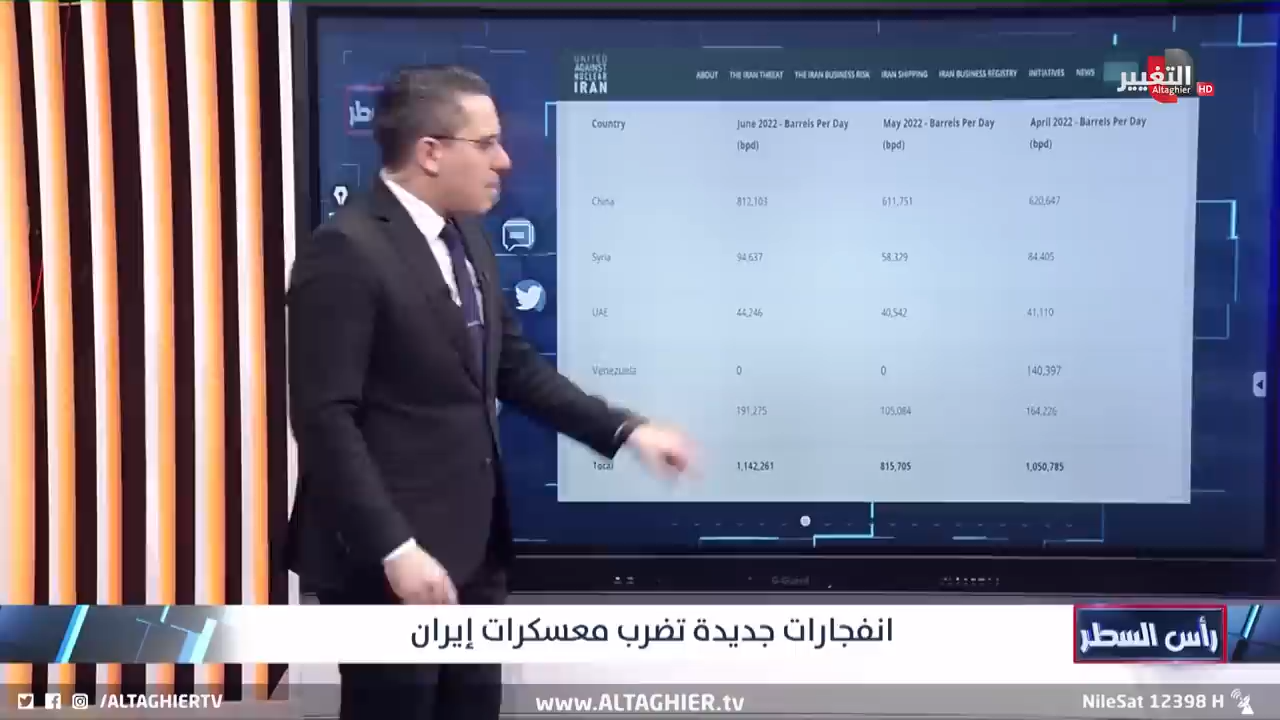 UNITED
AGAINST
NUCLEAR
IRAN
ABOUT THE IRAN THREAT THE IRAN BUSINESS RISK IRAN SHIPPING IRAN BUSINESS REGISTRY INITIATIVES NEWS
التغيير
Altaghier HD
Country June 2022 - Barrels Per Day (bpd) May 2022 - Barrels Per Day (bpd) April 2022 - Barrels Per Day (bpd)
China 812,103 611,751 620,647
Syria 94,637 58,329 84,405
UAE 44,246 40,542 41,110
Venezuela 0 0 140,397
191,275 105,084 164,226
Total 1,142,261 815,705 1,050,785
G-Guard
انفجارات جديدة تضرب معسكرات إيران
رأس السطر
/ALTAGHIERTV
www.ALTAGHIER.tv
NileSat 12398 H